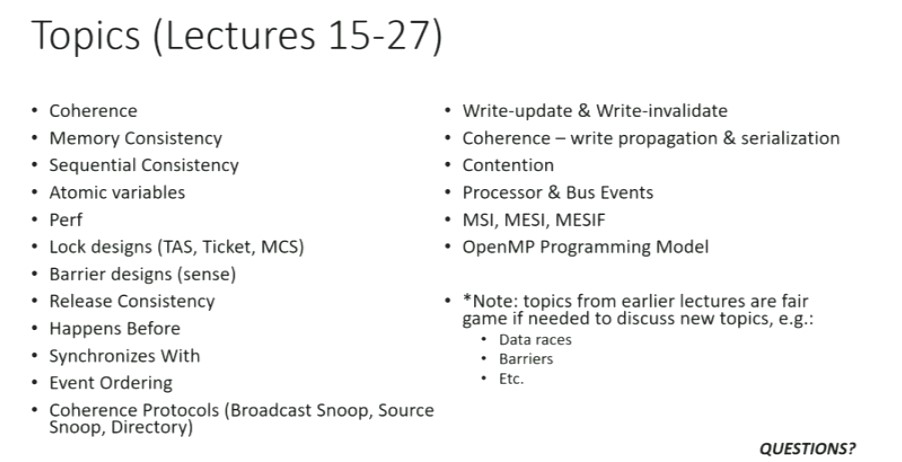 Topics (Lectures 15-27)
• Coherence
• Memory Consistency
• Sequential Consistency
• Atomic variables
• Perf
• Lock designs (TAS, Ticket, MCS)
• Barrier designs (sense)
• Release Consistency
• Happens Before
• Synchronizes With
• Event Ordering
• Coherence Protocols (Broadcast Snoop, Source
Snoop, Directory)
• Write-update & Write-invalidate
• Coherence – write propagation & serialization
• Contention
• Processor & Bus Events
• MSI, MESI, MESIF
• OpenMP Programming Model
• *Note: topics from earlier lectures are fair
game if needed to discuss new topics, e.g.:
• Data races
• Barriers
• Etc.
QUESTIONS?